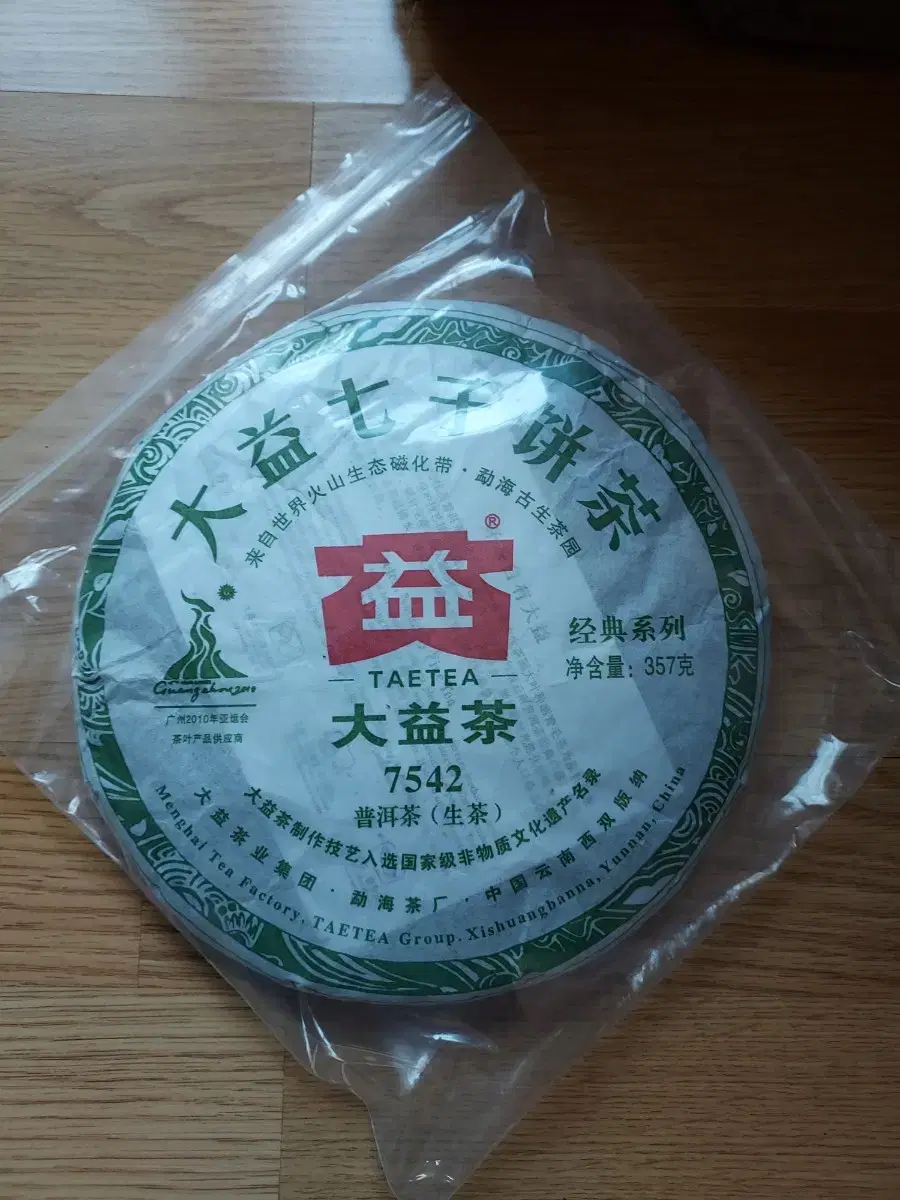 大益七子饼茶
来自世界火山生态磁化带·勐海古生茶园
益
®
TAETEA
大益茶
经典系列
净含量：357克
Guangzhou2010
广州2010年亚运会
茶叶产品供应商
7542
普洱茶（生茶）
大益茶制作技艺入选国家级非物质文化遗产名录
大益茶业集团·勐海茶厂·中国云南西双版纳
Menghai Tea Factory, TAETEA Group, Xishuangbanna, Yunnan, China